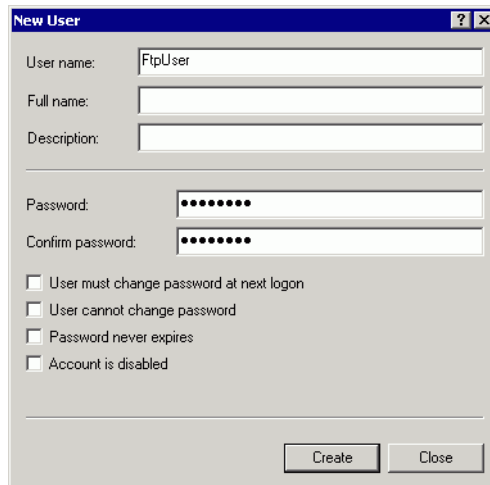 New User
User name: FtpUser
Full name:
Description:
Password: ●●●●●●●●
Confirm password: ●●●●●●●●
User must change password at next logon
User cannot change password
Password never expires
Account is disabled
Create Close